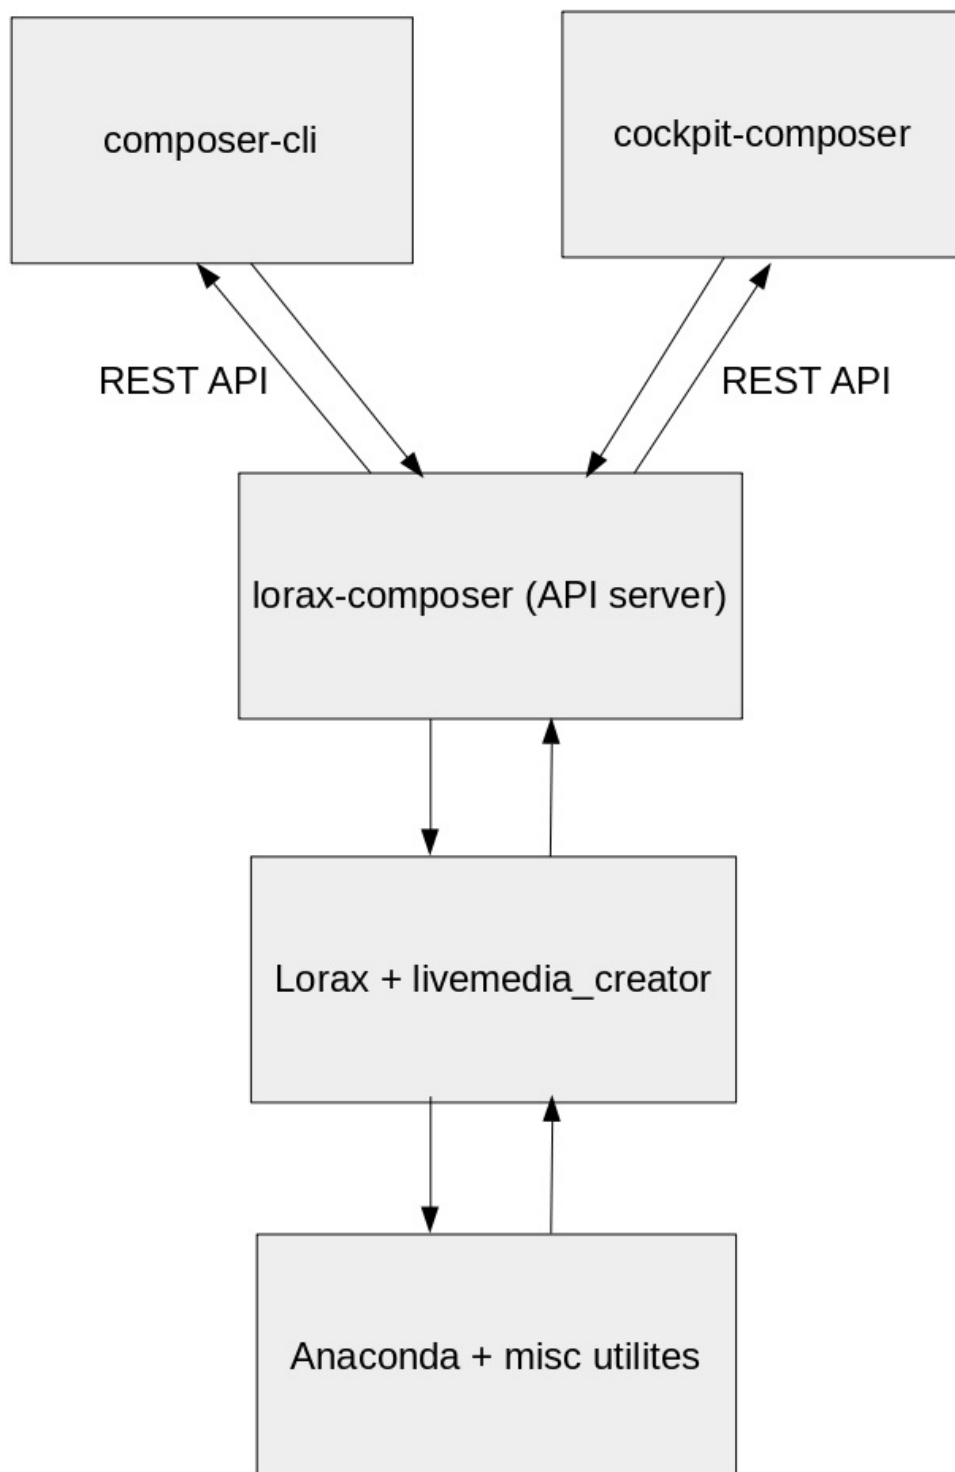 composer-cli
cockpit-composer
REST API
REST API
lorax-composer (API server)
Lorax + livemedia_creator
Anaconda + misc utilites